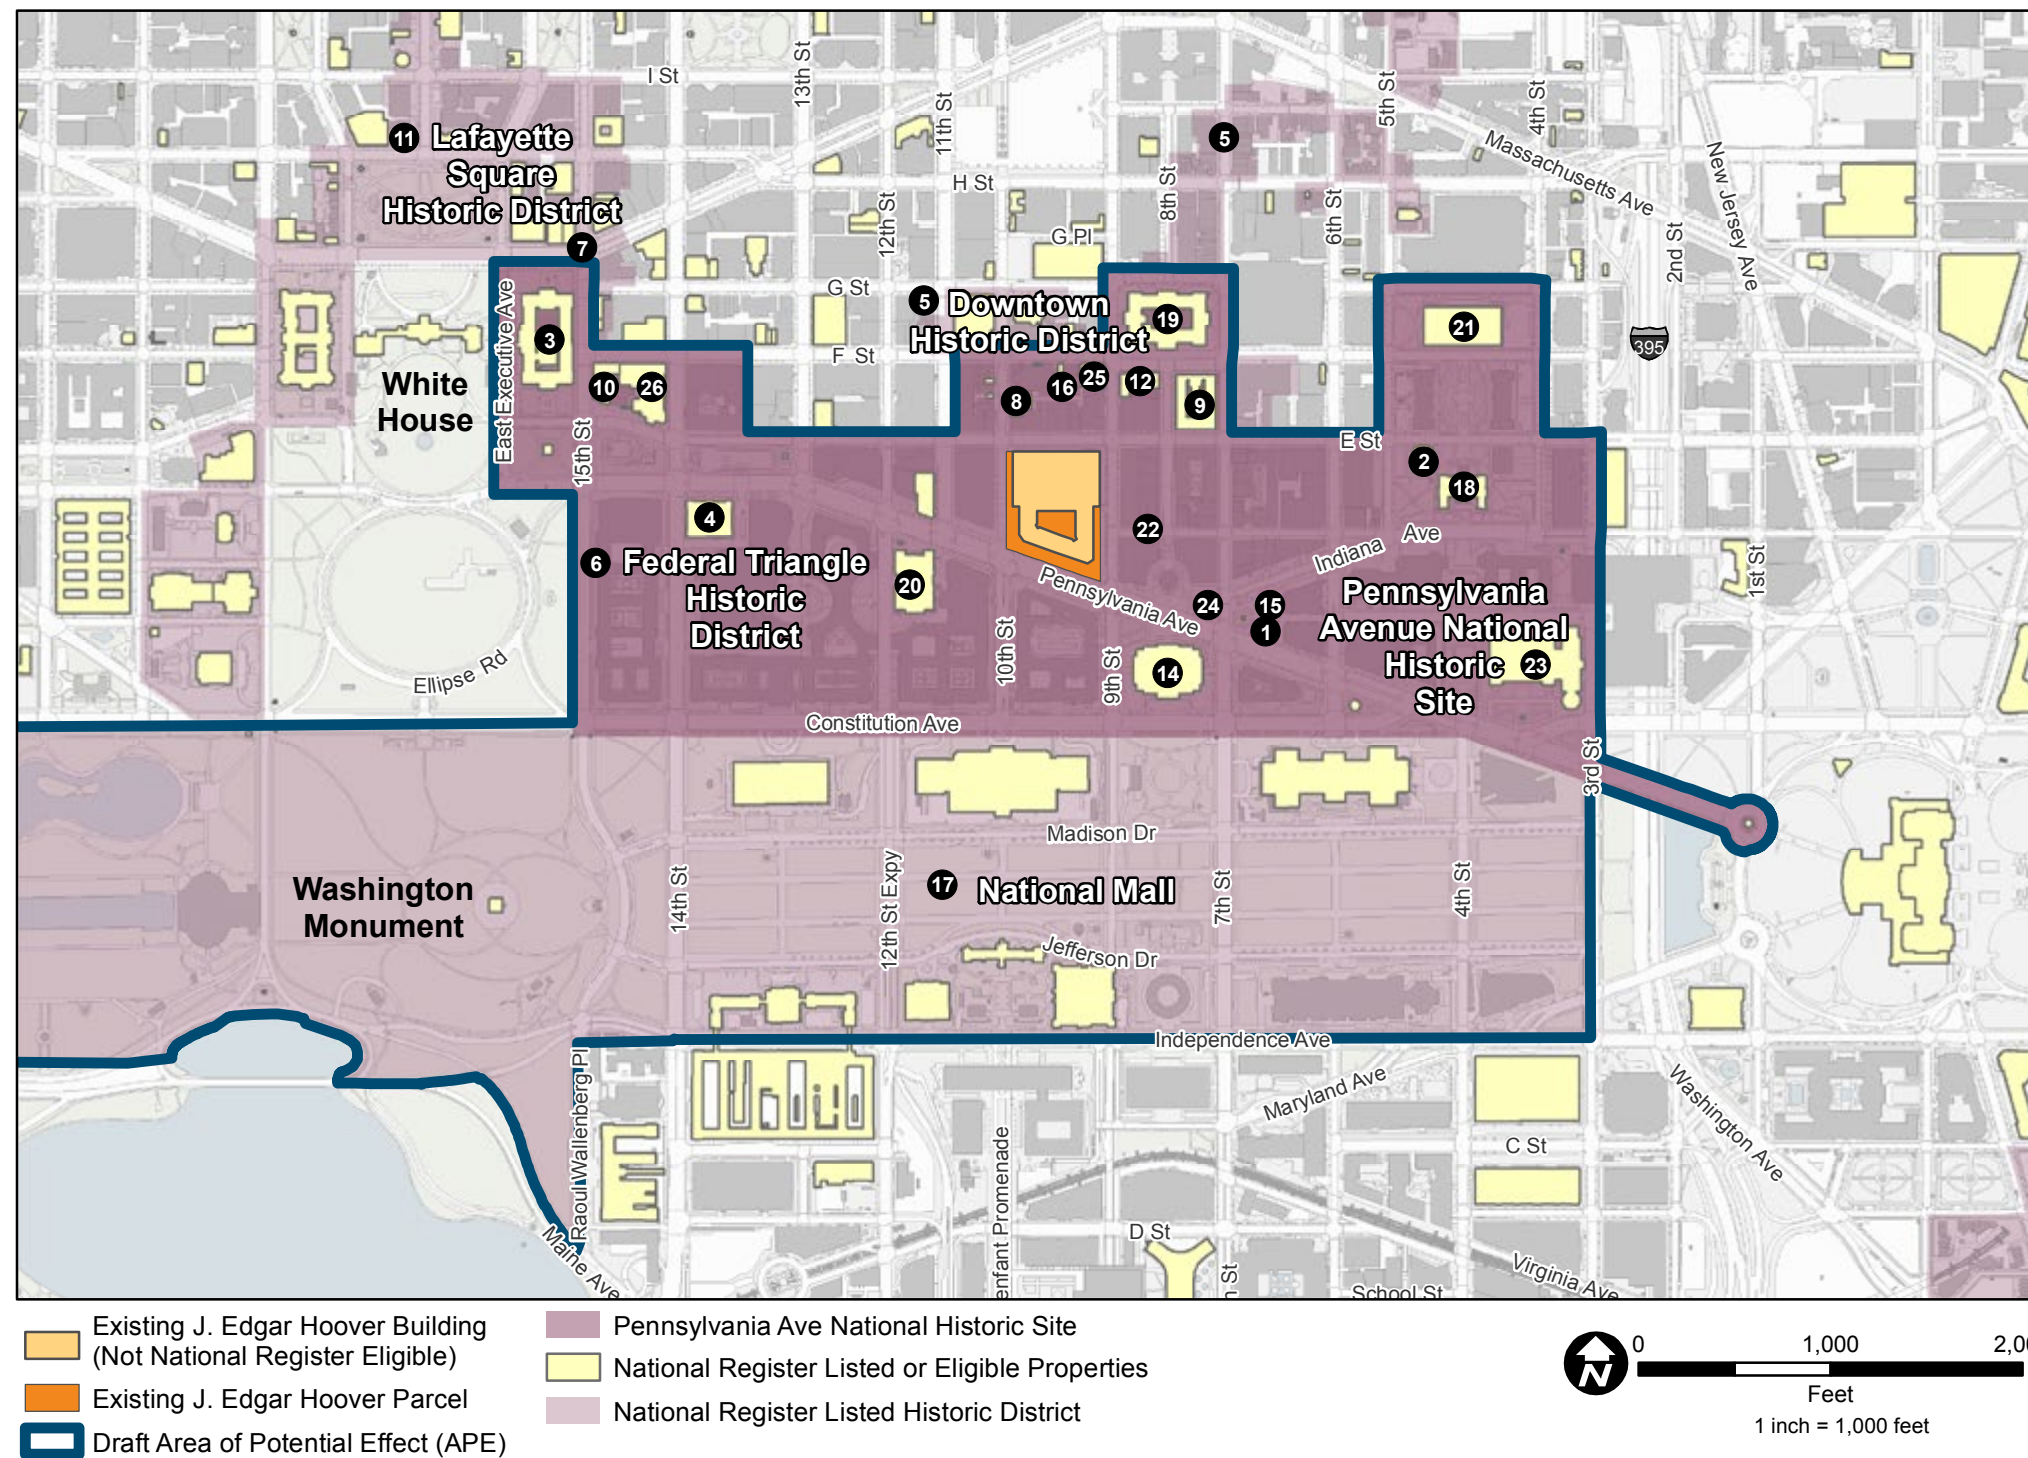 I St
13th St
11th St
5th St
4th St
Massachusetts Ave
New Jersey Ave
11 Lafayette
Square
Historic District
5
H St
8th St
6th St
12th St
2nd St
G Pl
7
G St
5 Downtown
Historic District
F St
East Executive Ave
3
19
21
395
White
House
10
26
8
16
25
12
9
15th St
E St
2
18
4
22
Indiana Ave
6 Federal Triangle
Historic
District
20
Pennsylvania Ave
24
15
1
Pennsylvania
Avenue National
Historic
Site
23
1st St
10th St
9th St
14
Ellipse Rd
Constitution Ave
3rd St
Madison Dr
Washington
Monument
14th St
12th St Expy
17 National Mall
7th St
4th St
Jefferson Dr
Independence Ave
Raoul Wallenberg Pl
Maryland Ave
Washington Ave
C St
enfant Promenade
D St
Maine Ave
n St
School St
Virginia Ave
Existing J. Edgar Hoover Building
(Not National Register Eligible)
Existing J. Edgar Hoover Parcel
Draft Area of Potential Effect (APE)
Pennsylvania Ave National Historic Site
National Register Listed or Eligible Properties
National Register Listed Historic District
N
0 1,000 2,0
Feet
1 inch = 1,000 feet